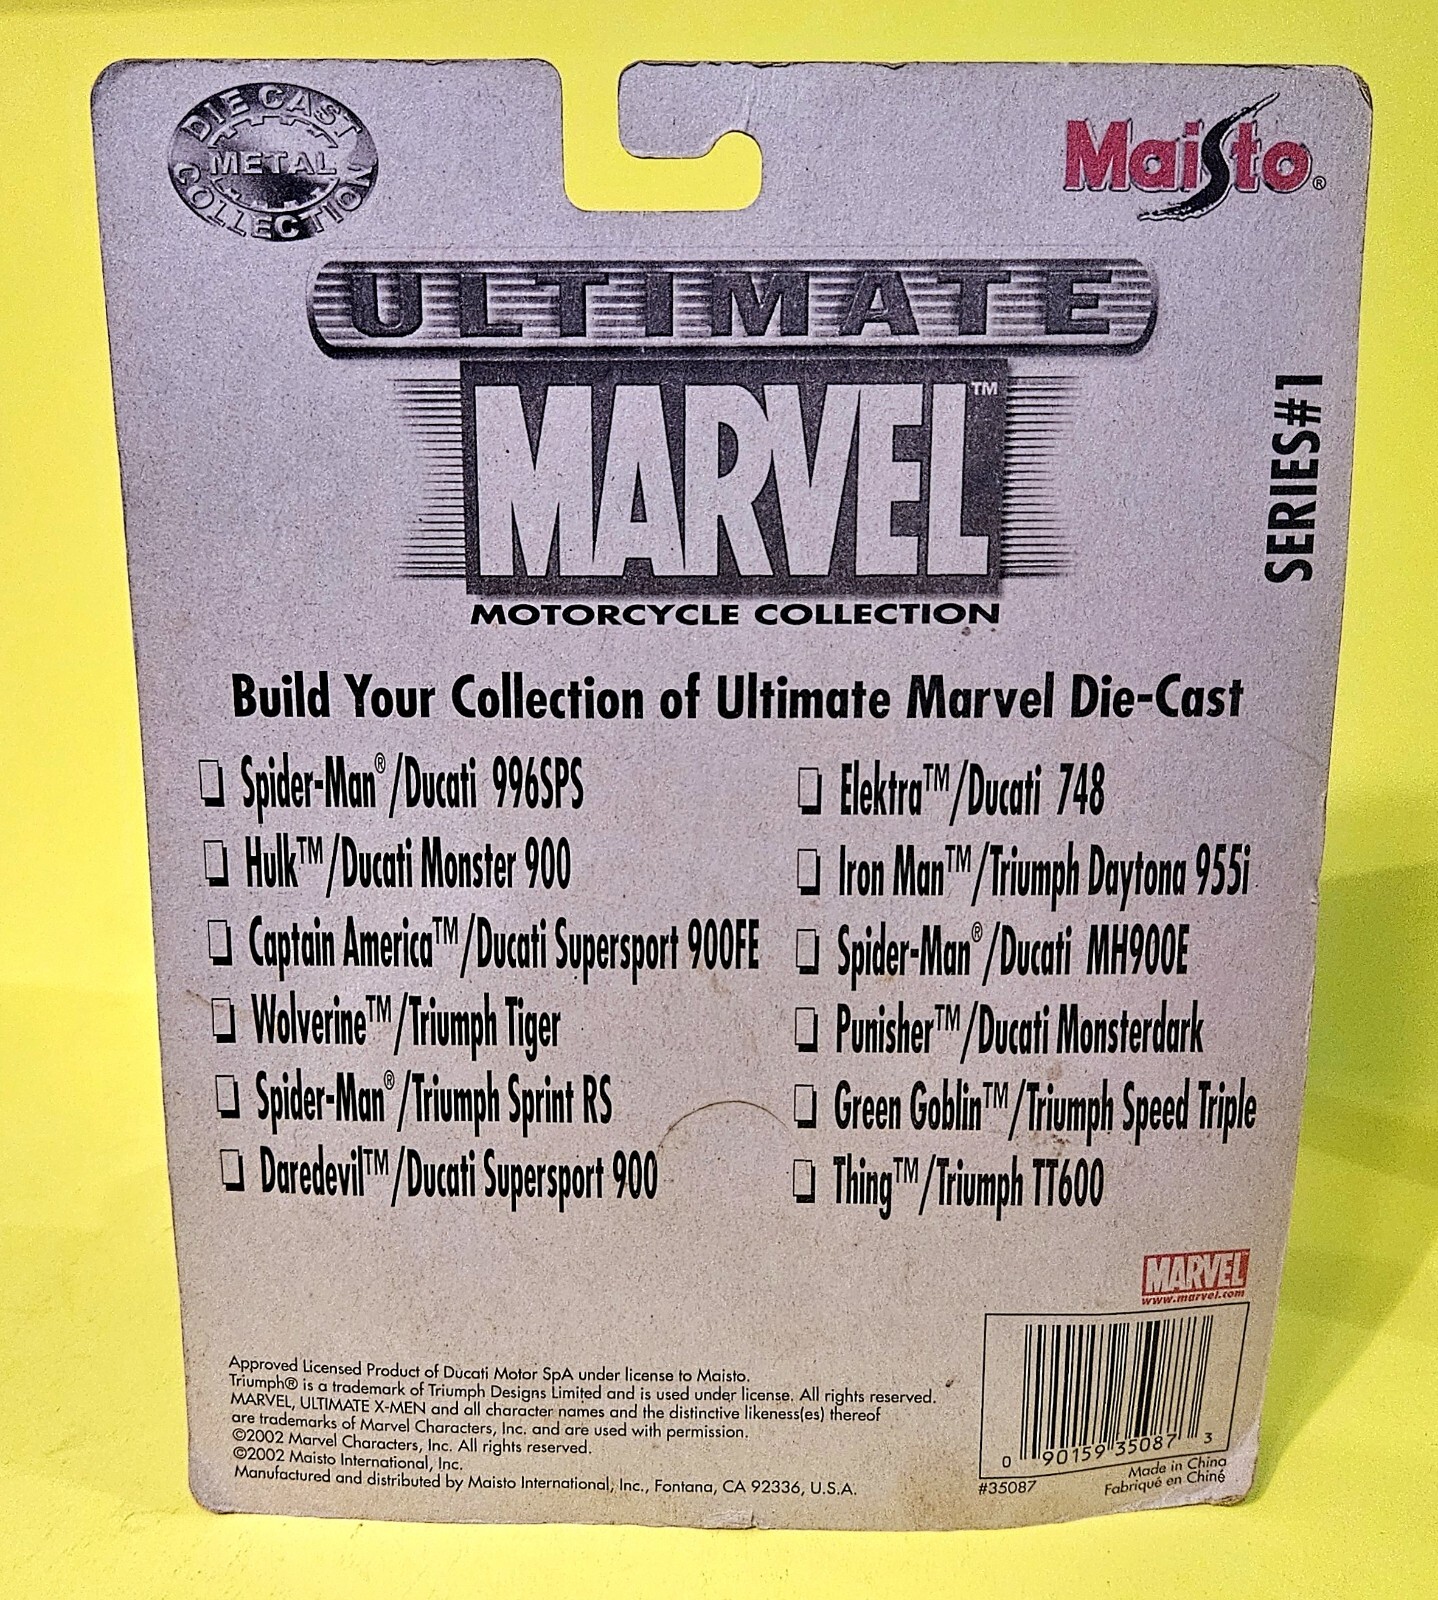 DIE CAST
METAL
COLLECTION
Maisto®
ULTIMATE
MARVEL™
MOTORCYCLE COLLECTION
SERIES#1
Build Your Collection of Ultimate Marvel Die-Cast
Spider-Man®/Ducati 996SPS
Hulk™/Ducati Monster 900
Captain America™/Ducati Supersport 900FE
Wolverine™/Triumph Tiger
Spider-Man®/Triumph Sprint RS
Daredevil™/Ducati Supersport 900
Elektra™/Ducati 748
Iron Man™/Triumph Daytona 955i
Spider-Man®/Ducati MH900E
Punisher™/Ducati Monsterdark
Green Goblin™/Triumph Speed Triple
Thing™/Triumph TT600
MARVEL
www.marvel.com
Approved Licensed Product of Ducati Motor SpA under license to Maisto.
Triumph® is a trademark of Triumph Designs Limited and is used under license. All rights reserved.
MARVEL, ULTIMATE X-MEN and all character names and the distinctive likeness(es) thereof
are trademarks of Marvel Characters, Inc. and are used with permission.
©2002 Marvel Characters, Inc. All rights reserved.
©2002 Maisto International, Inc.
Manufactured and distributed by Maisto International, Inc., Fontana, CA 92336, U.S.A.
0 90159 35087 3
#35087
Made in China
Fabriqué en Chine